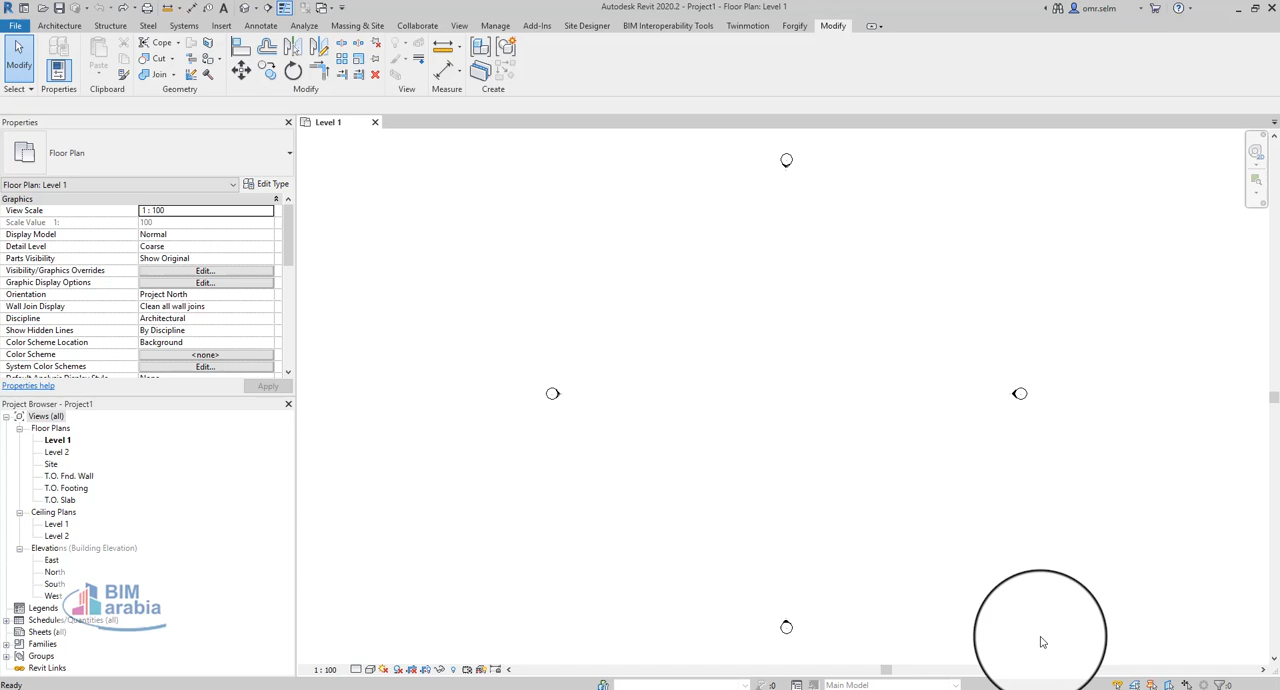 Autodesk Revit 2020.2 - Project1 - Floor Plan: Level 1
omr.selm
File Architecture Structure Steel Systems Insert Annotate Analyze Massing & Site Collaborate View Manage Add-Ins Site Designer BIM Interoperability Tools Twinmotion Forgify Modify
Modify
Paste
Cope
Cut
Join
Select Properties Clipboard Geometry Modify View Measure Create
Properties
Level 1
Floor Plan
Floor Plan: Level 1
Edit Type
Graphics
View Scale 1 : 100
Scale Value 1: 100
Display Model Normal
Detail Level Coarse
Parts Visibility Show Original
Visibility/Graphics Overrides Edit...
Graphic Display Options Edit...
Orientation Project North
Wall Join Display Clean all wall joins
Discipline Architectural
Show Hidden Lines By Discipline
Color Scheme Location Background
Color Scheme <none>
System Color Schemes Edit...
Default Analysis Display Style None
Properties help
Apply
Project Browser - Project1
Views (all)
Floor Plans
Level 1
Level 2
Site
T.O. Fnd. Wall
T.O. Footing
T.O. Slab
Ceiling Plans
Level 1
Level 2
Elevations (Building Elevation)
East
North
South
West
BIM
arabia
Legends
Schedules/Quantities (all)
Sheets (all)
Families
Groups
Revit Links
1 : 100
Ready
:0
Main Model
:0